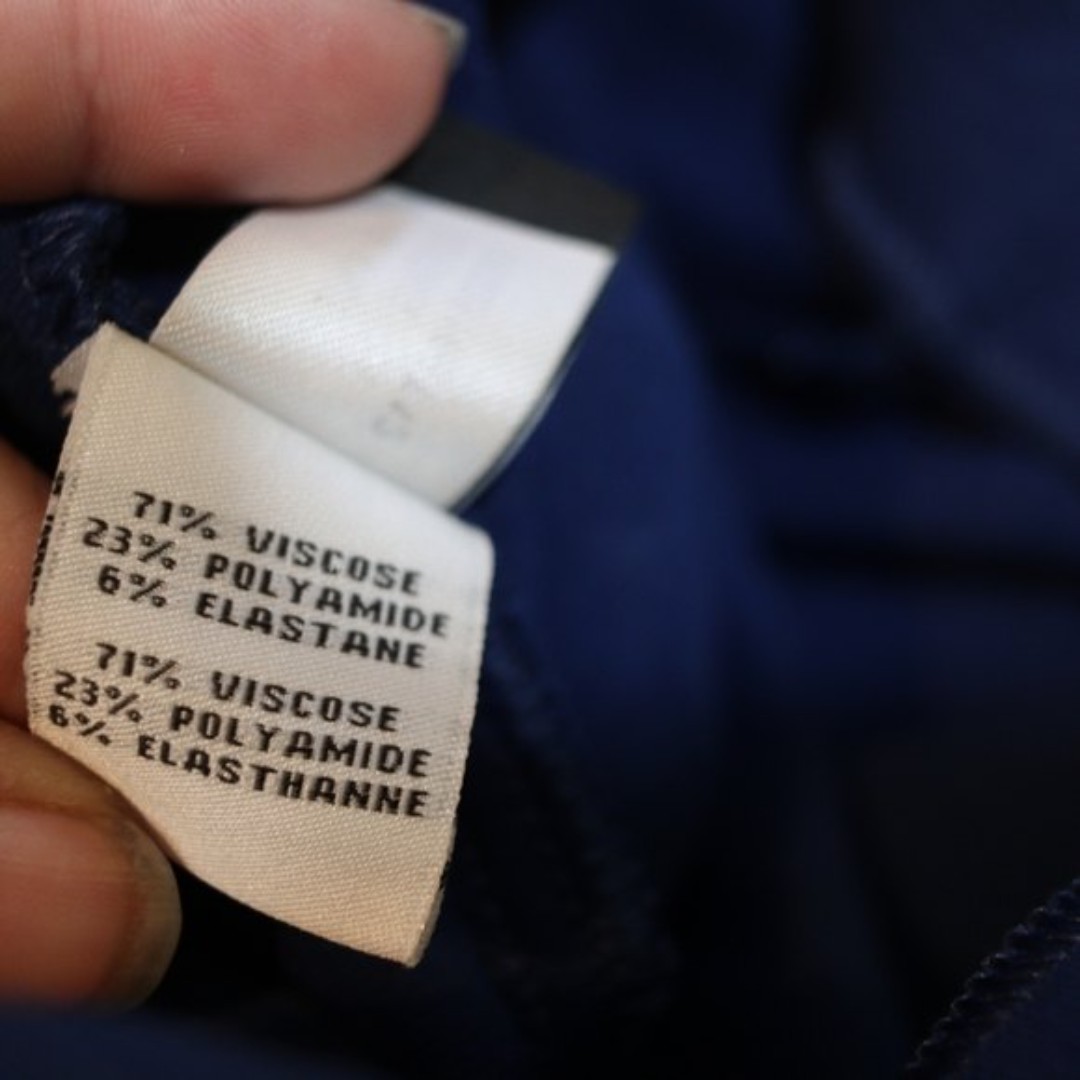 71% VISCOSE
23% POLYAMIDE
6% ELASTANE
71% VISCOSE
23% POLYAMIDE
6% ELASTHANNE